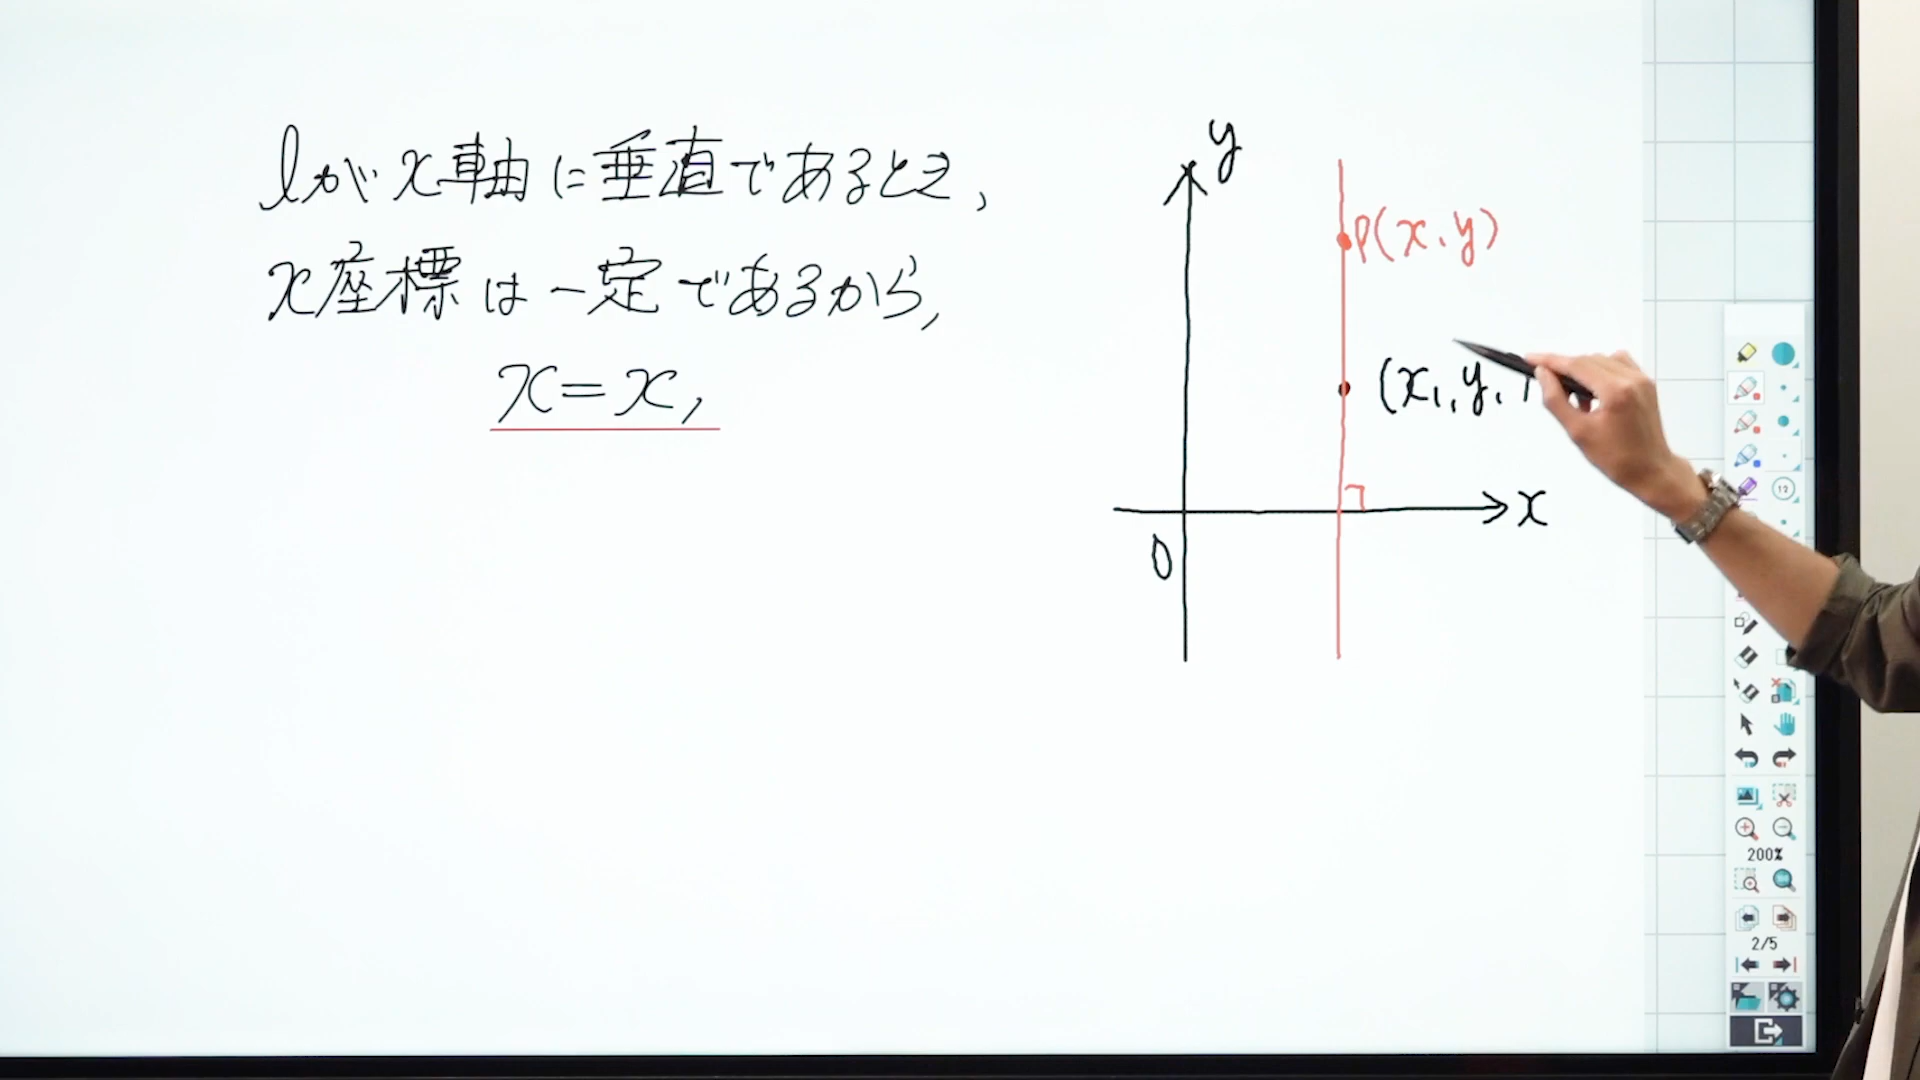 lがx軸に垂直であるとき,
x座標は一定であるから,
x=x₁
y
P(x,y)
(x₁,y₁
x
0
12
200%
2/5